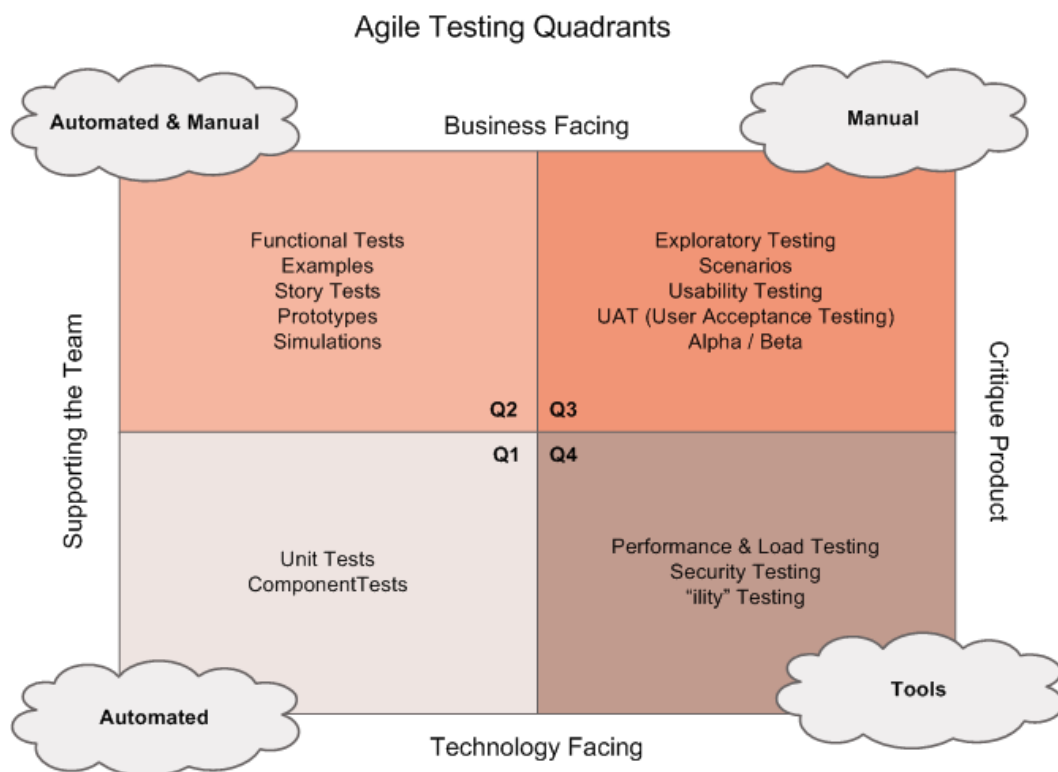 Agile Testing Quadrants
Automated & Manual
Business Facing
Manual
Supporting the Team
Functional Tests
Examples
Story Tests
Prototypes
Simulations
Q2
Exploratory Testing
Scenarios
Usability Testing
UAT (User Acceptance Testing)
Alpha / Beta
Q3
Critique Product
Q1
Unit Tests
ComponentTests
Q4
Performance & Load Testing
Security Testing
“ility” Testing
Automated
Technology Facing
Tools